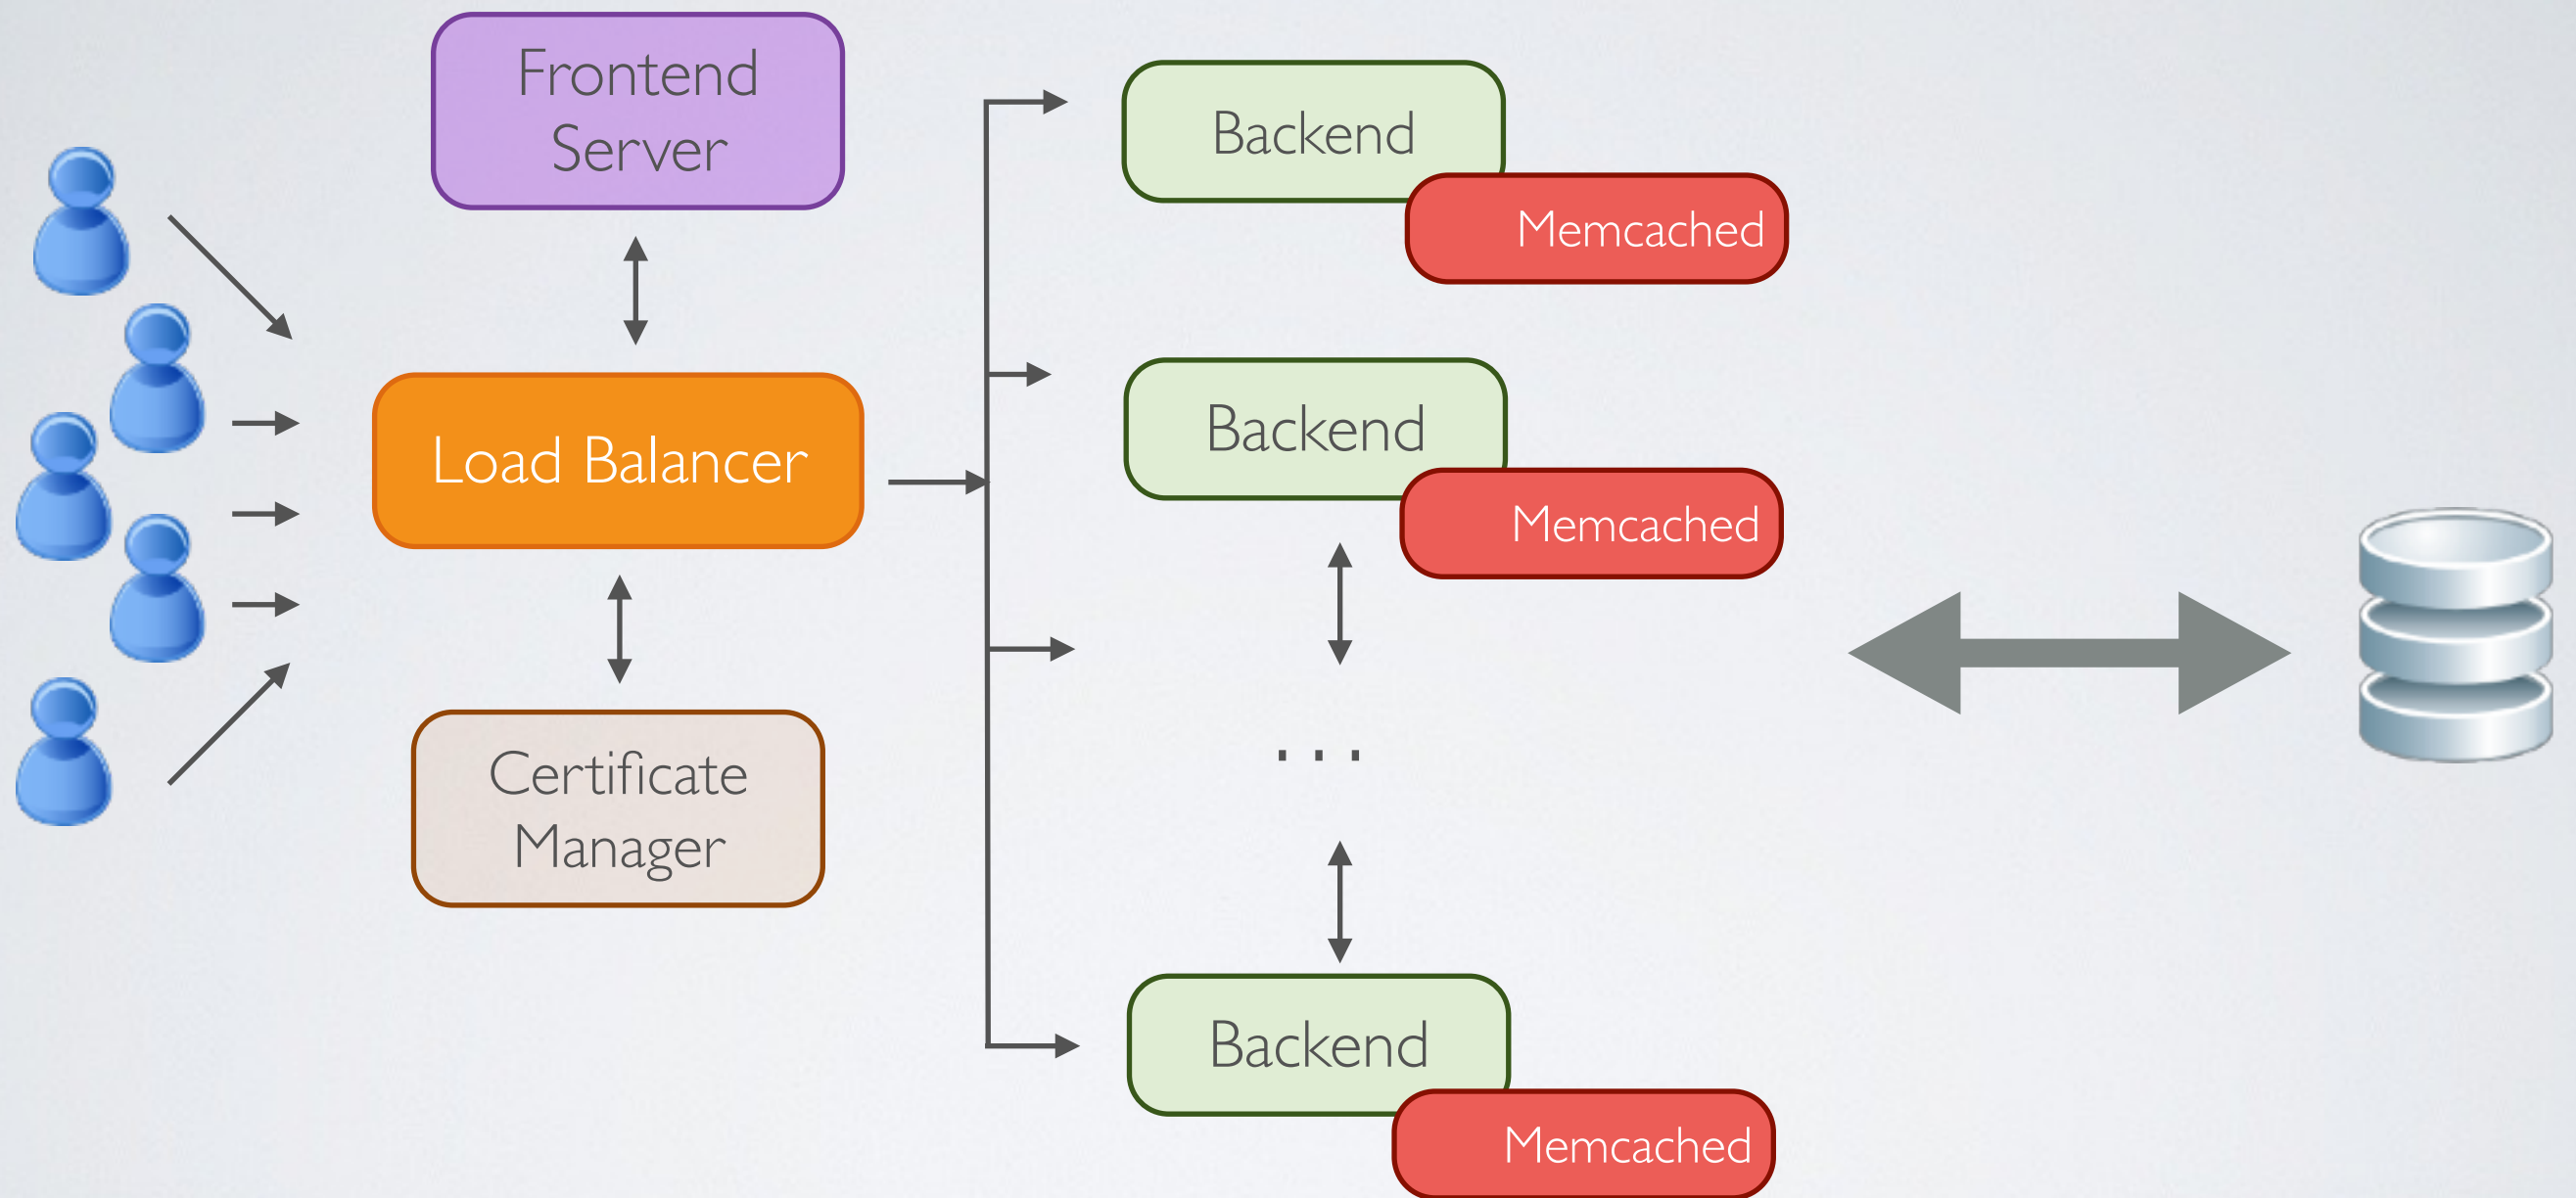 Frontend
Server
Load Balancer
Certificate
Manager
Backend
Memcached
Backend
Memcached
...
Backend
Memcached